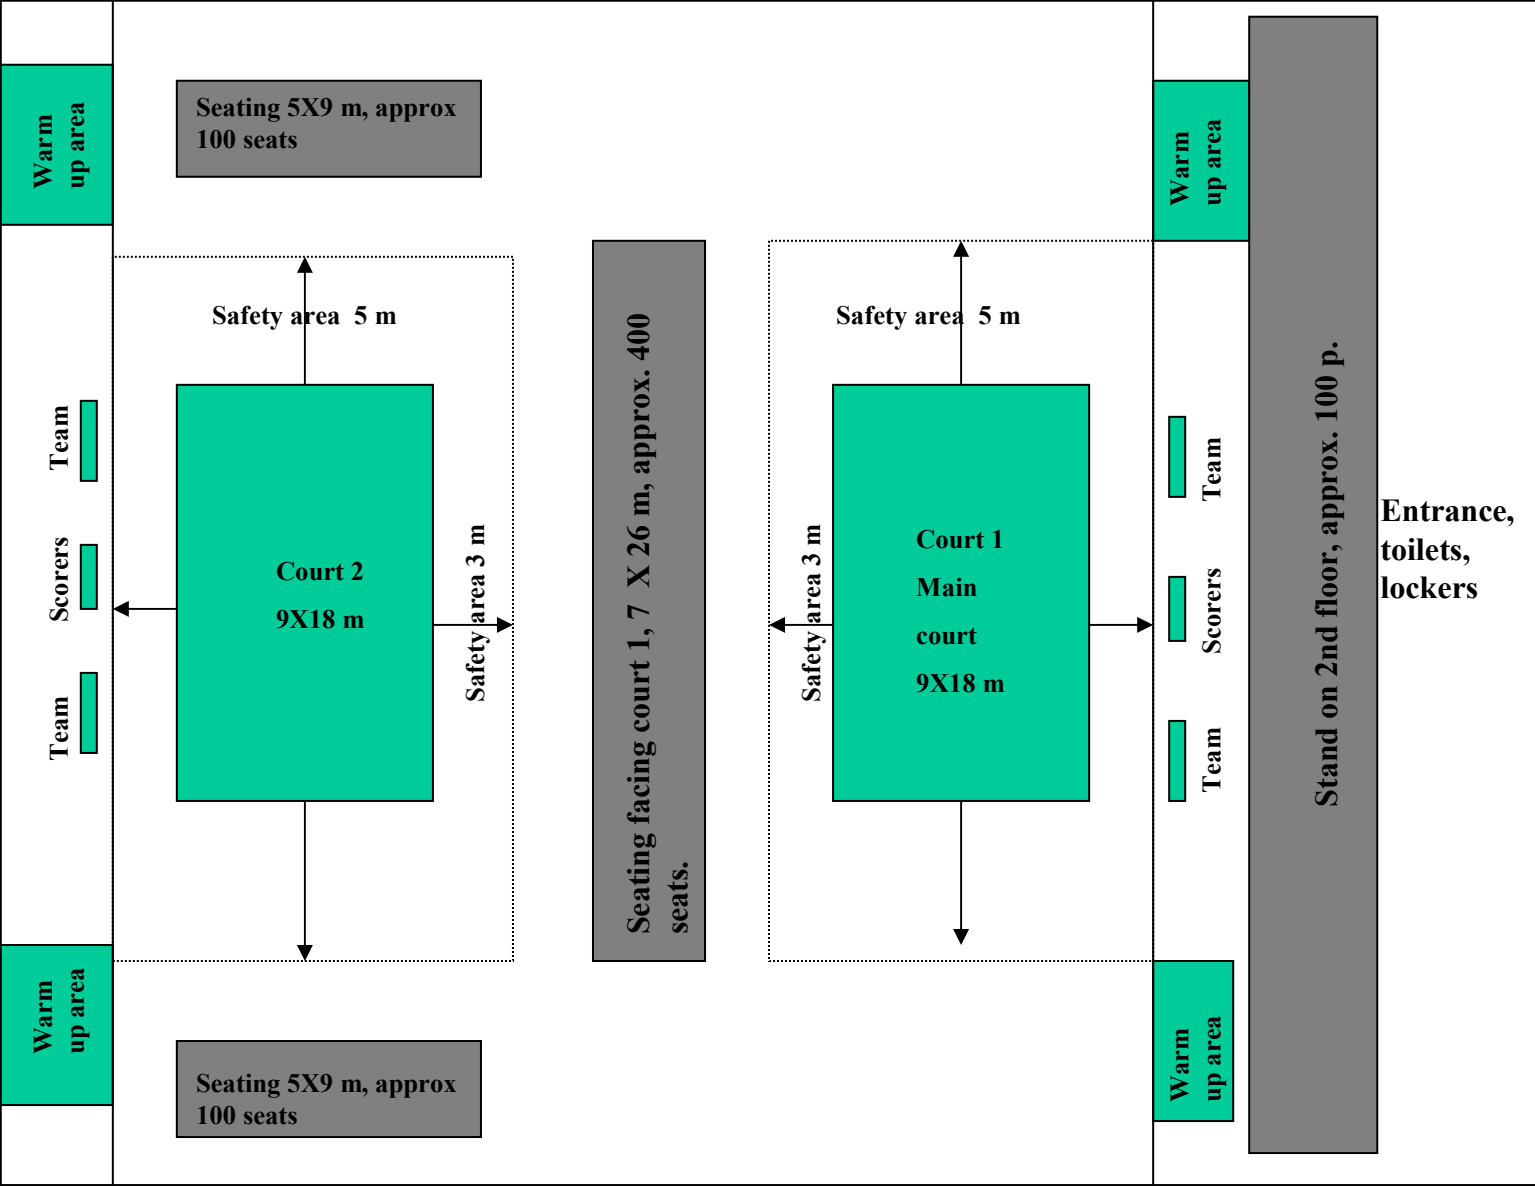 Warm
up area
Seating 5X9 m, approx
100 seats
Warm
up area
Safety area  5 m
Safety area  5 m
Team
Scorers
Team
Court 2
9X18 m
Safety area 3 m
Seating facing court 1, 7  X 26 m, approx. 400
seats.
Safety area 3 m
Court 1
Main
court
9X18 m
Team
Scorers
Team
Stand on 2nd floor, approx. 100 p.
Entrance,
toilets,
lockers
Warm
up area
Seating 5X9 m, approx
100 seats
Warm
up area